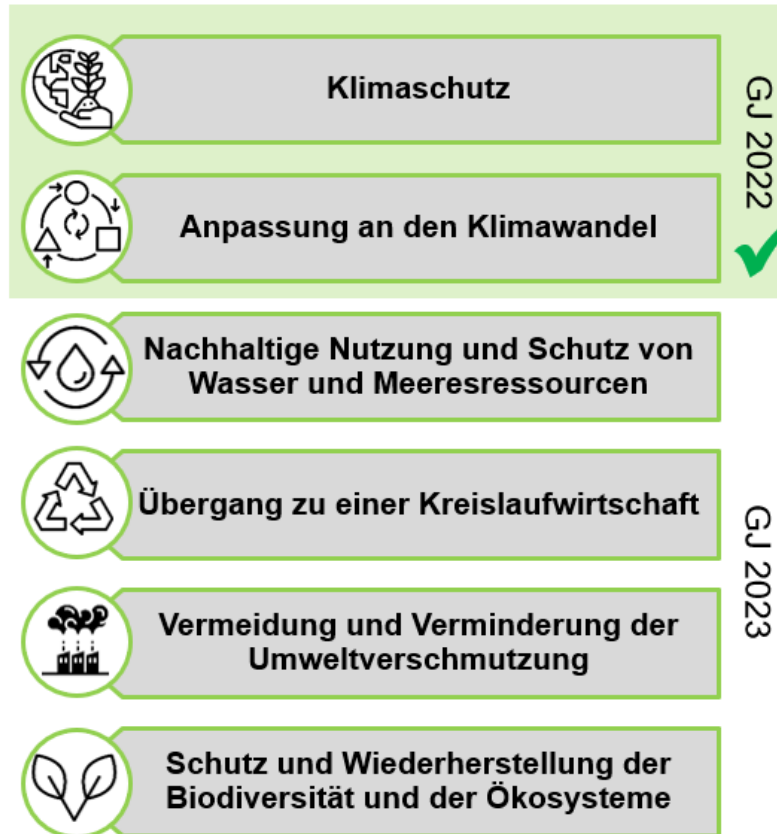 Klimaschutz
Anpassung an den Klimawandel
GJ 2022
Nachhaltige Nutzung und Schutz von
Wasser und Meeresressourcen
Übergang zu einer Kreislaufwirtschaft
Vermeidung und Verminderung der
Umweltverschmutzung
Schutz und Wiederherstellung der
Biodiversität und der Ökosysteme
GJ 2023